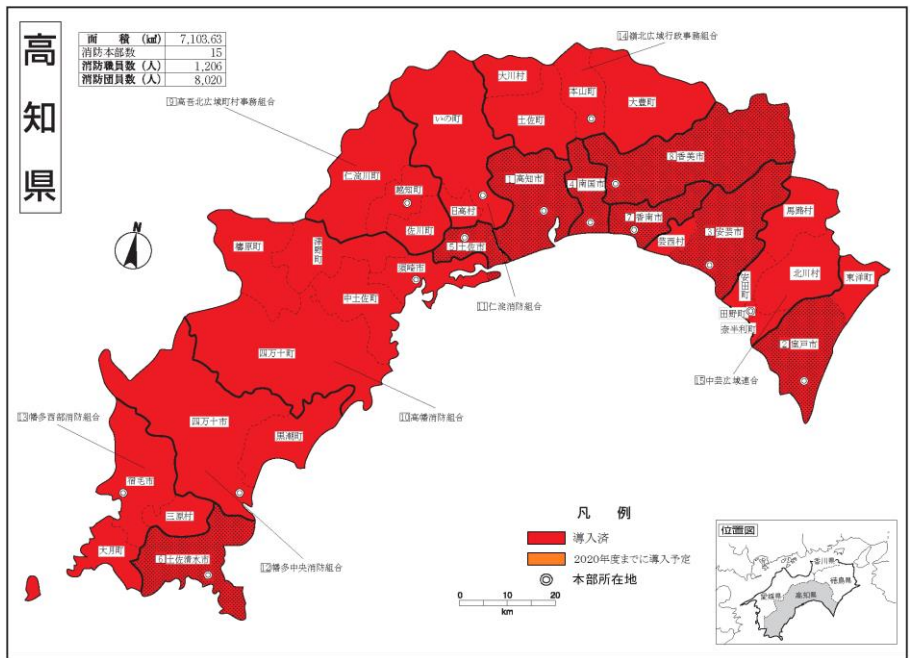 高知県
面 積 (㎢) 7,103.63
消防本部数 15
消防職員数 (人) 1,206
消防団員数 (人) 8,020
14嶺北広域行政事務組合
大川村
本山町
大豊町
土佐町
9高吾北広域町村事務組合
いの町
仁淀川町
越知町
日高村
佐川町
1高知市
4南国市
8香美市
7香南市
5土佐市
芸西村
3安芸市
馬路村
北川村
東洋町
安田町
田野町
奈半利町
2室戸市
15中芸広域連合
N
梼原町
津野町
須崎市
中土佐町
11仁淀消防組合
四万十町
10高幡消防組合
13幡多西部消防組合
四万十市
黒潮町
宿毛市
三原村
大月町
6土佐清水市
12幡多中央消防組合
凡 例
導入済
2020年度までに導入予定
本部所在地
0 10 20
km
位置図
香川県
徳島県
愛媛県
高知県